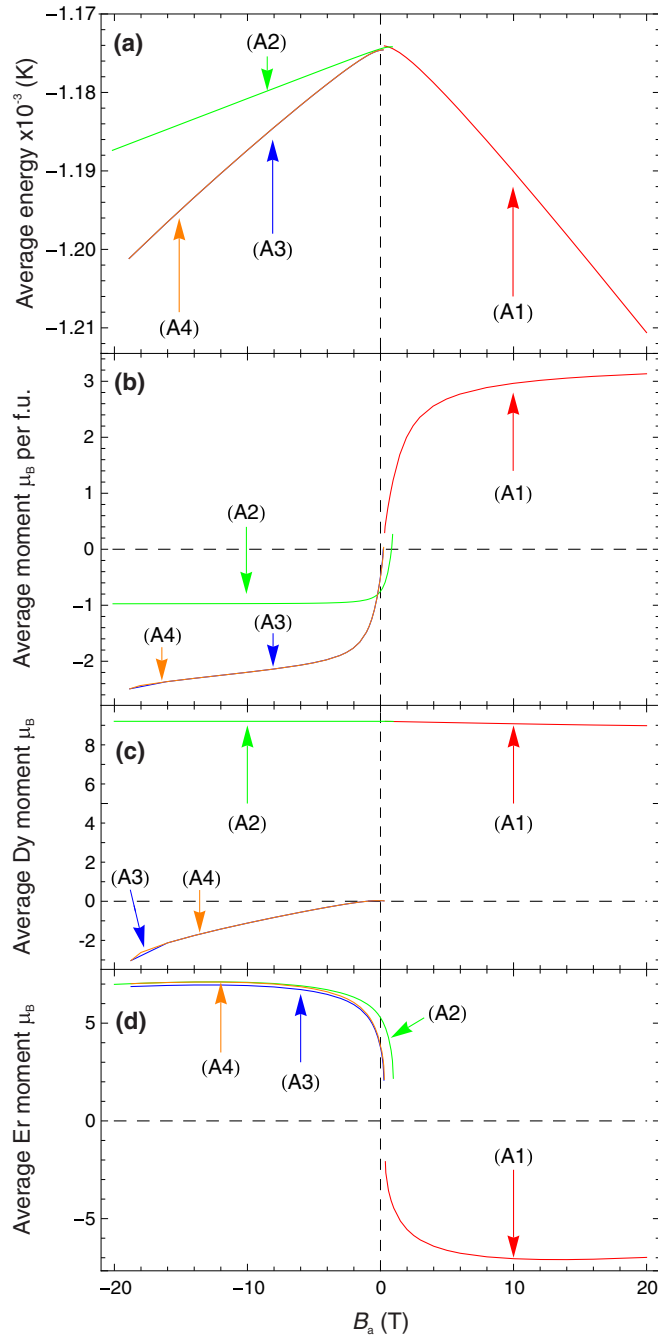 −1.17
(a)
(A2)
−1.18
−1.19
−1.20
−1.21
Average energy x10⁻³ (K)
(A3)
(A4)
(A1)
(b)
3
2
1
0
−1
−2
Average moment μB per f.u.
(A1)
(A2)
(A3)
(A4)
(c)
8
6
4
2
0
-2
Average Dy moment μB
(A2)
(A1)
(A3)
(A4)
(d)
5
0
−5
Average Er moment μB
(A2)
(A4)
(A3)
(A1)
−20 −10 0 10 20
Ba (T)